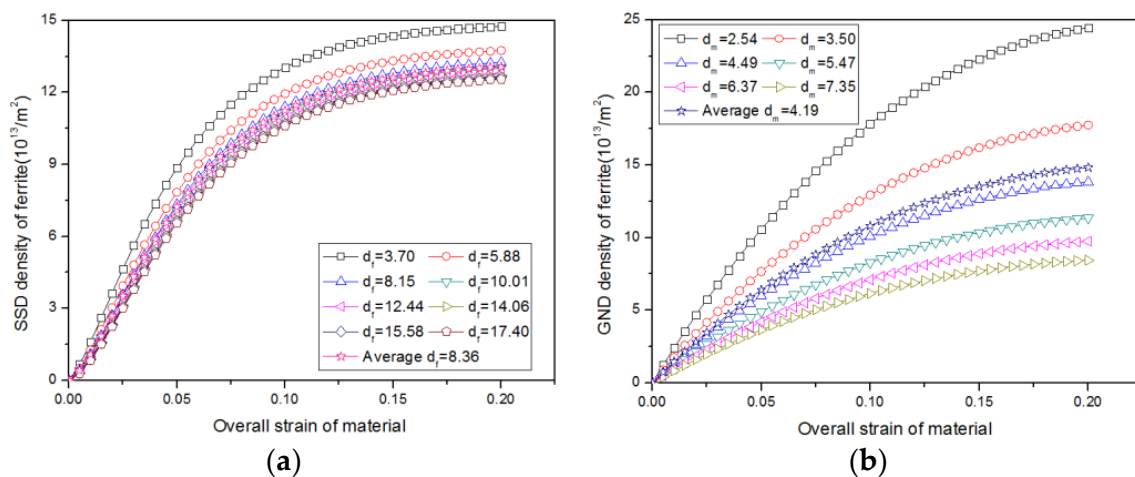 SSD density of ferrite(10^13/m^2)
15
12
9
6
3
0
d_f=3.70 d_f=5.88
d_f=8.15 d_f=10.01
d_f=12.44 d_f=14.06
d_f=15.58 d_f=17.40
Average d_f=8.36
0.00 0.05 0.10 0.15 0.20
Overall strain of material
(a)
GND density of ferrite(10^13/m^2)
25
20
15
10
5
0
d_m=2.54 d_m=3.50
d_m=4.49 d_m=5.47
d_m=6.37 d_m=7.35
Average d_m=4.19
0.00 0.05 0.10 0.15 0.20
Overall strain of material
(b)